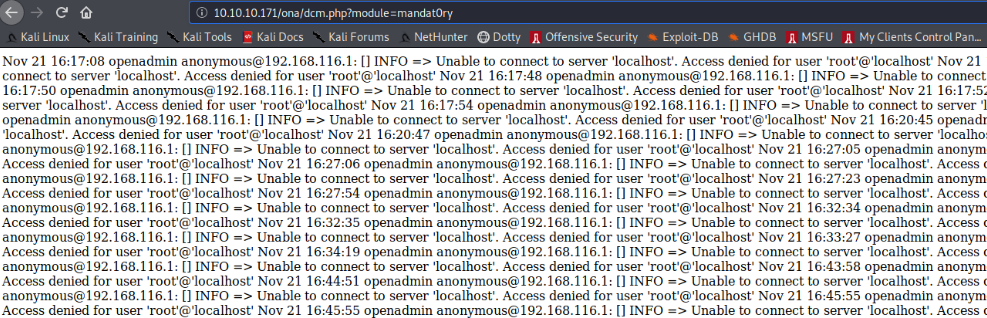 10.10.10.171/ona/dcm.php?module=mandat0ry
Kali Linux Kali Training Kali Tools Kali Docs Kali Forums NetHunter Dotty Offensive Security Exploit-DB GHDB MSFU My Clients Control Pan...
Nov 21 16:17:08 openadmin anonymous@192.168.116.1: [] INFO => Unable to connect to server 'localhost'. Access denied for user 'root'@'localhost' Nov 21
connect to server 'localhost'. Access denied for user 'root'@'localhost' Nov 21 16:17:48 openadmin anonymous@192.168.116.1: [] INFO => Unable to connect
16:17:50 openadmin anonymous@192.168.116.1: [] INFO => Unable to connect to server 'localhost'. Access denied for user 'root'@'localhost' Nov 21 16:17:52
server 'localhost'. Access denied for user 'root'@'localhost' Nov 21 16:17:54 openadmin anonymous@192.168.116.1: [] INFO => Unable to connect to server 'l
openadmin anonymous@192.168.116.1: [] INFO => Unable to connect to server 'localhost'. Access denied for user 'root'@'localhost' Nov 21 16:20:45 openadm
'localhost'. Access denied for user 'root'@'localhost' Nov 21 16:20:47 openadmin anonymous@192.168.116.1: [] INFO => Unable to connect to server 'localho
anonymous@192.168.116.1: [] INFO => Unable to connect to server 'localhost'. Access denied for user 'root'@'localhost' Nov 21 16:27:05 openadmin anonym
Access denied for user 'root'@'localhost' Nov 21 16:27:06 openadmin anonymous@192.168.116.1: [] INFO => Unable to connect to server 'localhost'. Access d
anonymous@192.168.116.1: [] INFO => Unable to connect to server 'localhost'. Access denied for user 'root'@'localhost' Nov 21 16:27:23 openadmin anonym
Access denied for user 'root'@'localhost' Nov 21 16:27:54 openadmin anonymous@192.168.116.1: [] INFO => Unable to connect to server 'localhost'. Access d
anonymous@192.168.116.1: [] INFO => Unable to connect to server 'localhost'. Access denied for user 'root'@'localhost' Nov 21 16:32:34 openadmin anonym
Access denied for user 'root'@'localhost' Nov 21 16:32:35 openadmin anonymous@192.168.116.1: [] INFO => Unable to connect to server 'localhost'. Access d
anonymous@192.168.116.1: [] INFO => Unable to connect to server 'localhost'. Access denied for user 'root'@'localhost' Nov 21 16:33:27 openadmin anonym
Access denied for user 'root'@'localhost' Nov 21 16:34:19 openadmin anonymous@192.168.116.1: [] INFO => Unable to connect to server 'localhost'. Access d
anonymous@192.168.116.1: [] INFO => Unable to connect to server 'localhost'. Access denied for user 'root'@'localhost' Nov 21 16:43:58 openadmin anonym
Access denied for user 'root'@'localhost' Nov 21 16:44:51 openadmin anonymous@192.168.116.1: [] INFO => Unable to connect to server 'localhost'. Access d
anonymous@192.168.116.1: [] INFO => Unable to connect to server 'localhost'. Access denied for user 'root'@'localhost' Nov 21 16:45:55 openadmin anonym
Access denied for user 'root'@'localhost' Nov 21 16:45:55 openadmin anonymous@192.168.116.1: [] INFO => Unable to connect to server 'localhost'. Access d